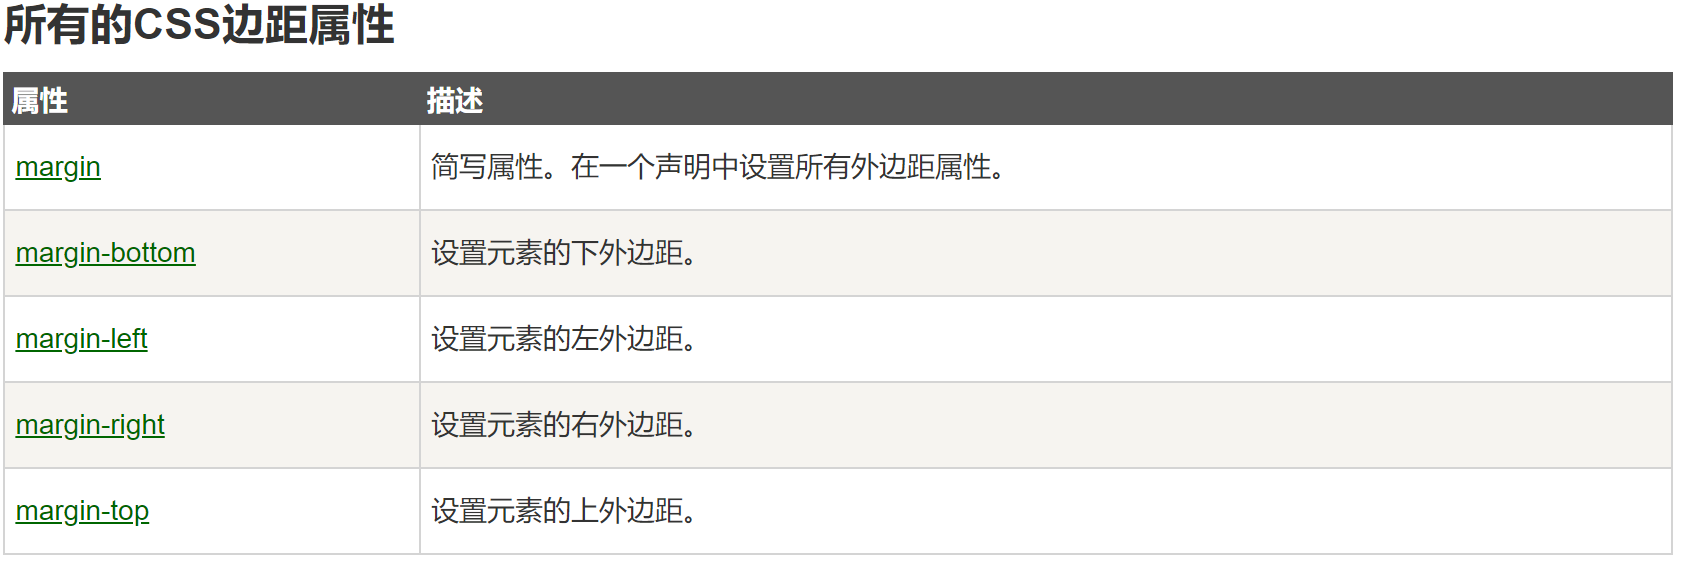 所有的CSS边距属性
属性 描述
margin 简写属性。在一个声明中设置所有外边距属性。
margin-bottom 设置元素的下外边距。
margin-left 设置元素的左外边距。
margin-right 设置元素的右外边距。
margin-top 设置元素的上外边距。